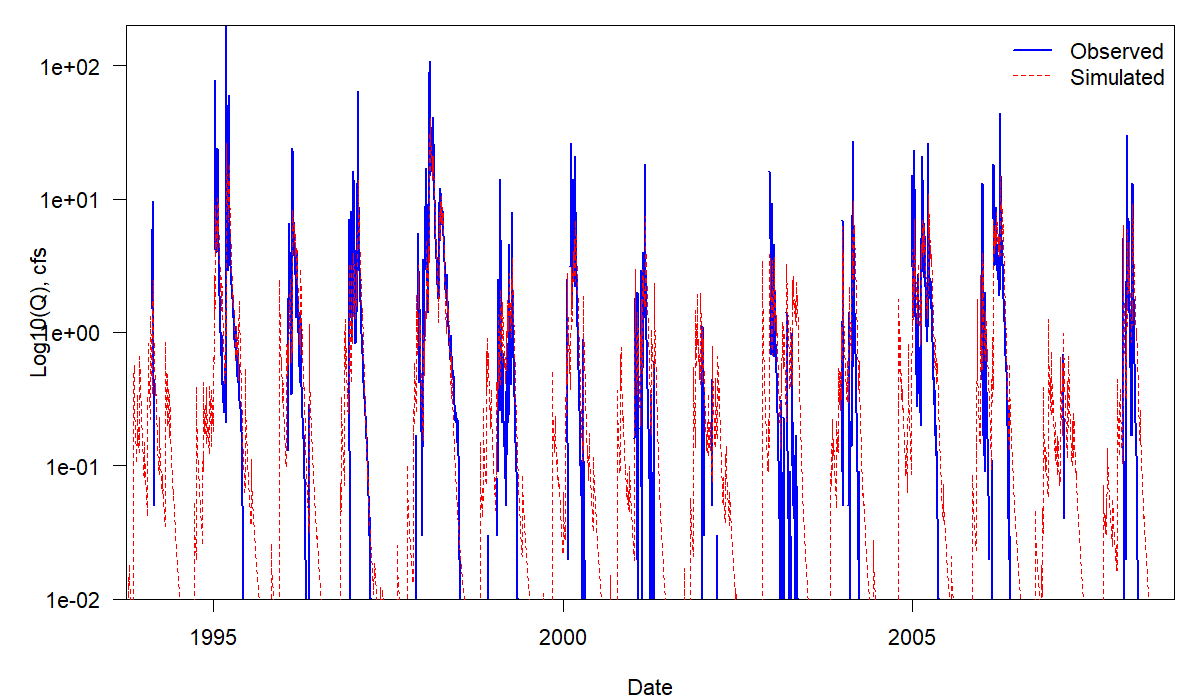 Log10(Q), cfs
1e+02
1e+01
1e+00
1e-01
1e-02
Observed
Simulated
1995
2000
2005
Date